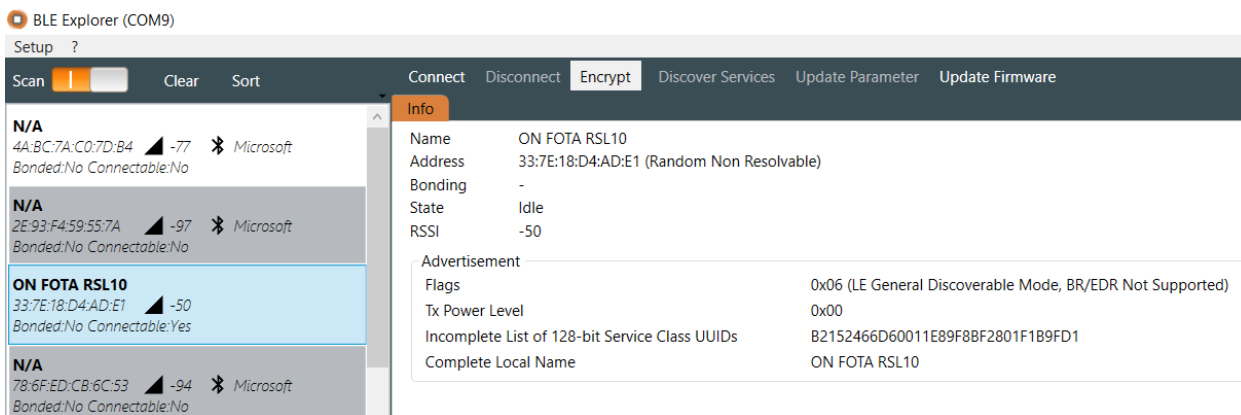 BLE Explorer (COM9)
Setup ?
Scan Clear Sort
Connect Disconnect Encrypt Discover Services Update Parameter Update Firmware
Info
N/A
4A:BC:7A:C0:7D:B4 -77 Microsoft
Bonded:No Connectable:No
N/A
2E:93:F4:59:55:7A -97 Microsoft
Bonded:No Connectable:No
ON FOTA RSL10
33:7E:18:D4:AD:E1 -50
Bonded:No Connectable:Yes
N/A
78:6F:ED:CB:6C:53 -94 Microsoft
Bonded:No Connectable:No
Name ON FOTA RSL10
Address 33:7E:18:D4:AD:E1 (Random Non Resolvable)
Bonding -
State Idle
RSSI -50
Advertisement
Flags 0x06 (LE General Discoverable Mode, BR/EDR Not Supported)
Tx Power Level 0x00
Incomplete List of 128-bit Service Class UUIDs B2152466D60011E89F8BF2801F1B9FD1
Complete Local Name ON FOTA RSL10